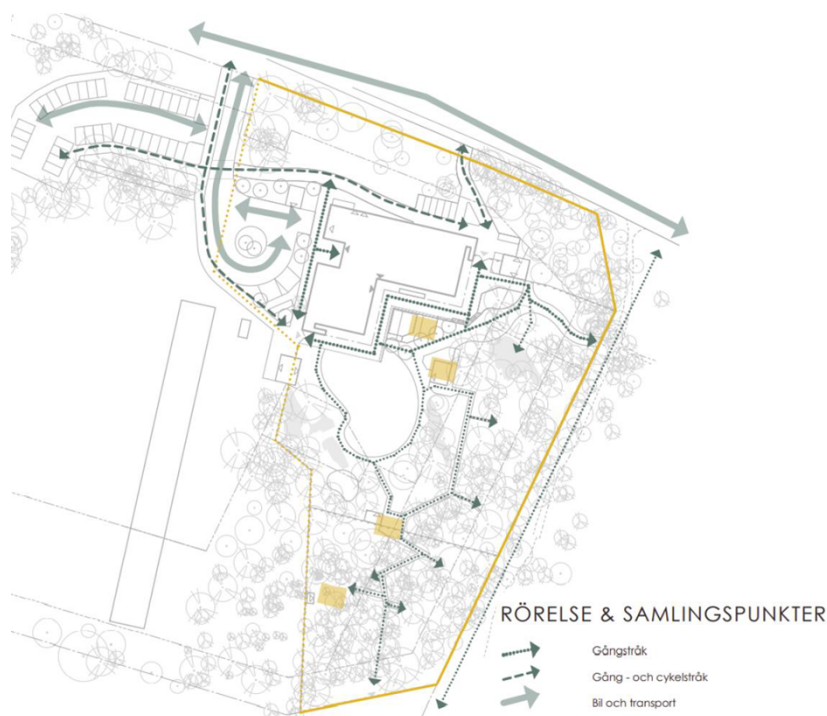 RÖRELSE & SAMLINGSPUNKTER
Gångstråk
Gång - och cykelstråk
Bil och transport